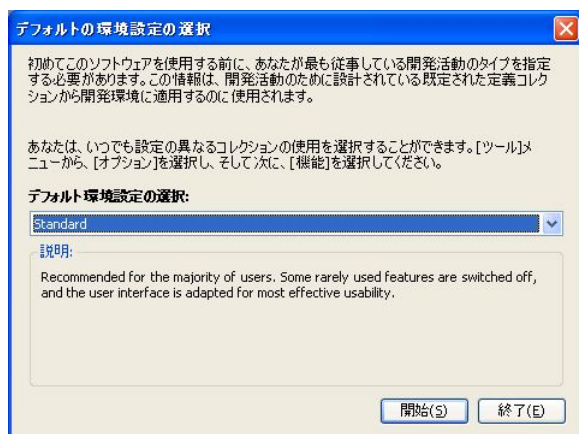 デフォルトの環境設定の選択
初めてこのソフトウェアを使用する前に、あなたが最も従事している開発活動のタイプを指定
する必要があります。この情報は、開発活動のために設計されている既定された定義コレク
ションから開発環境に適用するのに使用されます。
あなたは、いつでも設定の異なるコレクションの使用を選択することができます。[ツール]メ
ニューから、[オプション]を選択し、そして次に、[機能]を選択してください。
デフォルト環境設定の選択:
Standard
説明:
Recommended for the majority of users. Some rarely used features are switched off,
and the user interface is adapted for most effective usability.
開始(S)
終了(E)